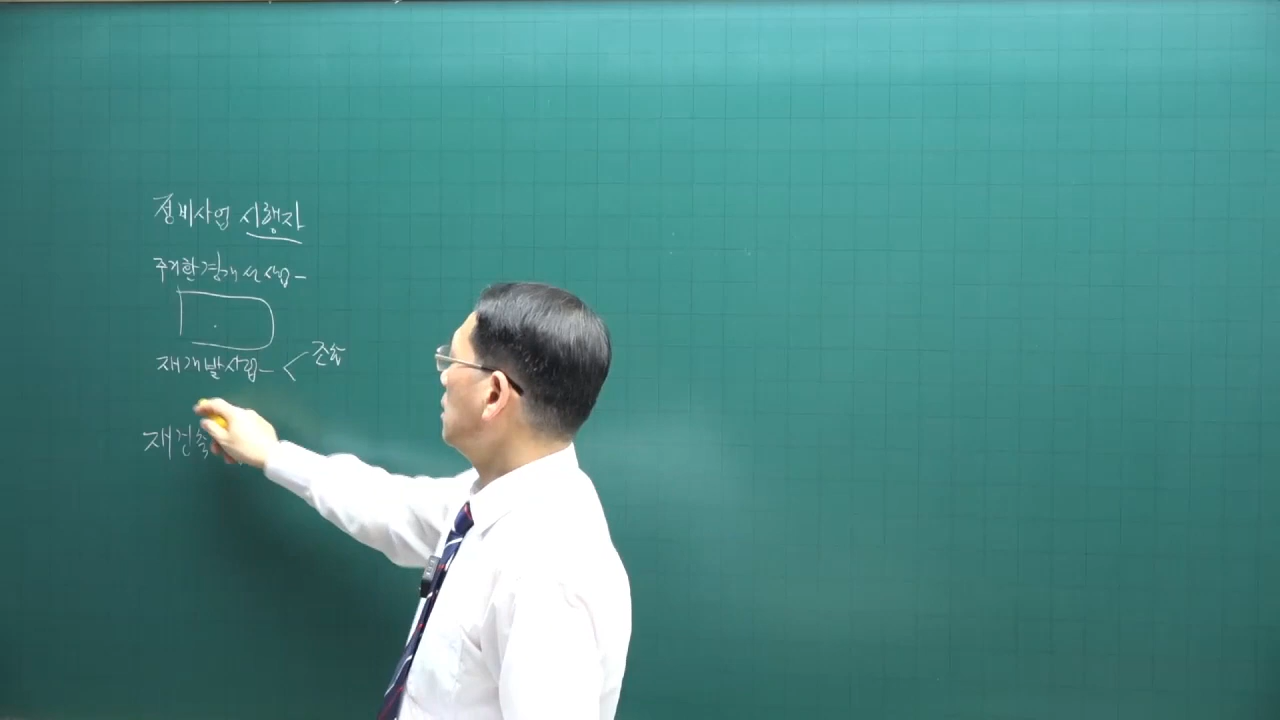 정비사업 시행자
주거환경개선사업 -
재개발사업 - < 조합
재건축